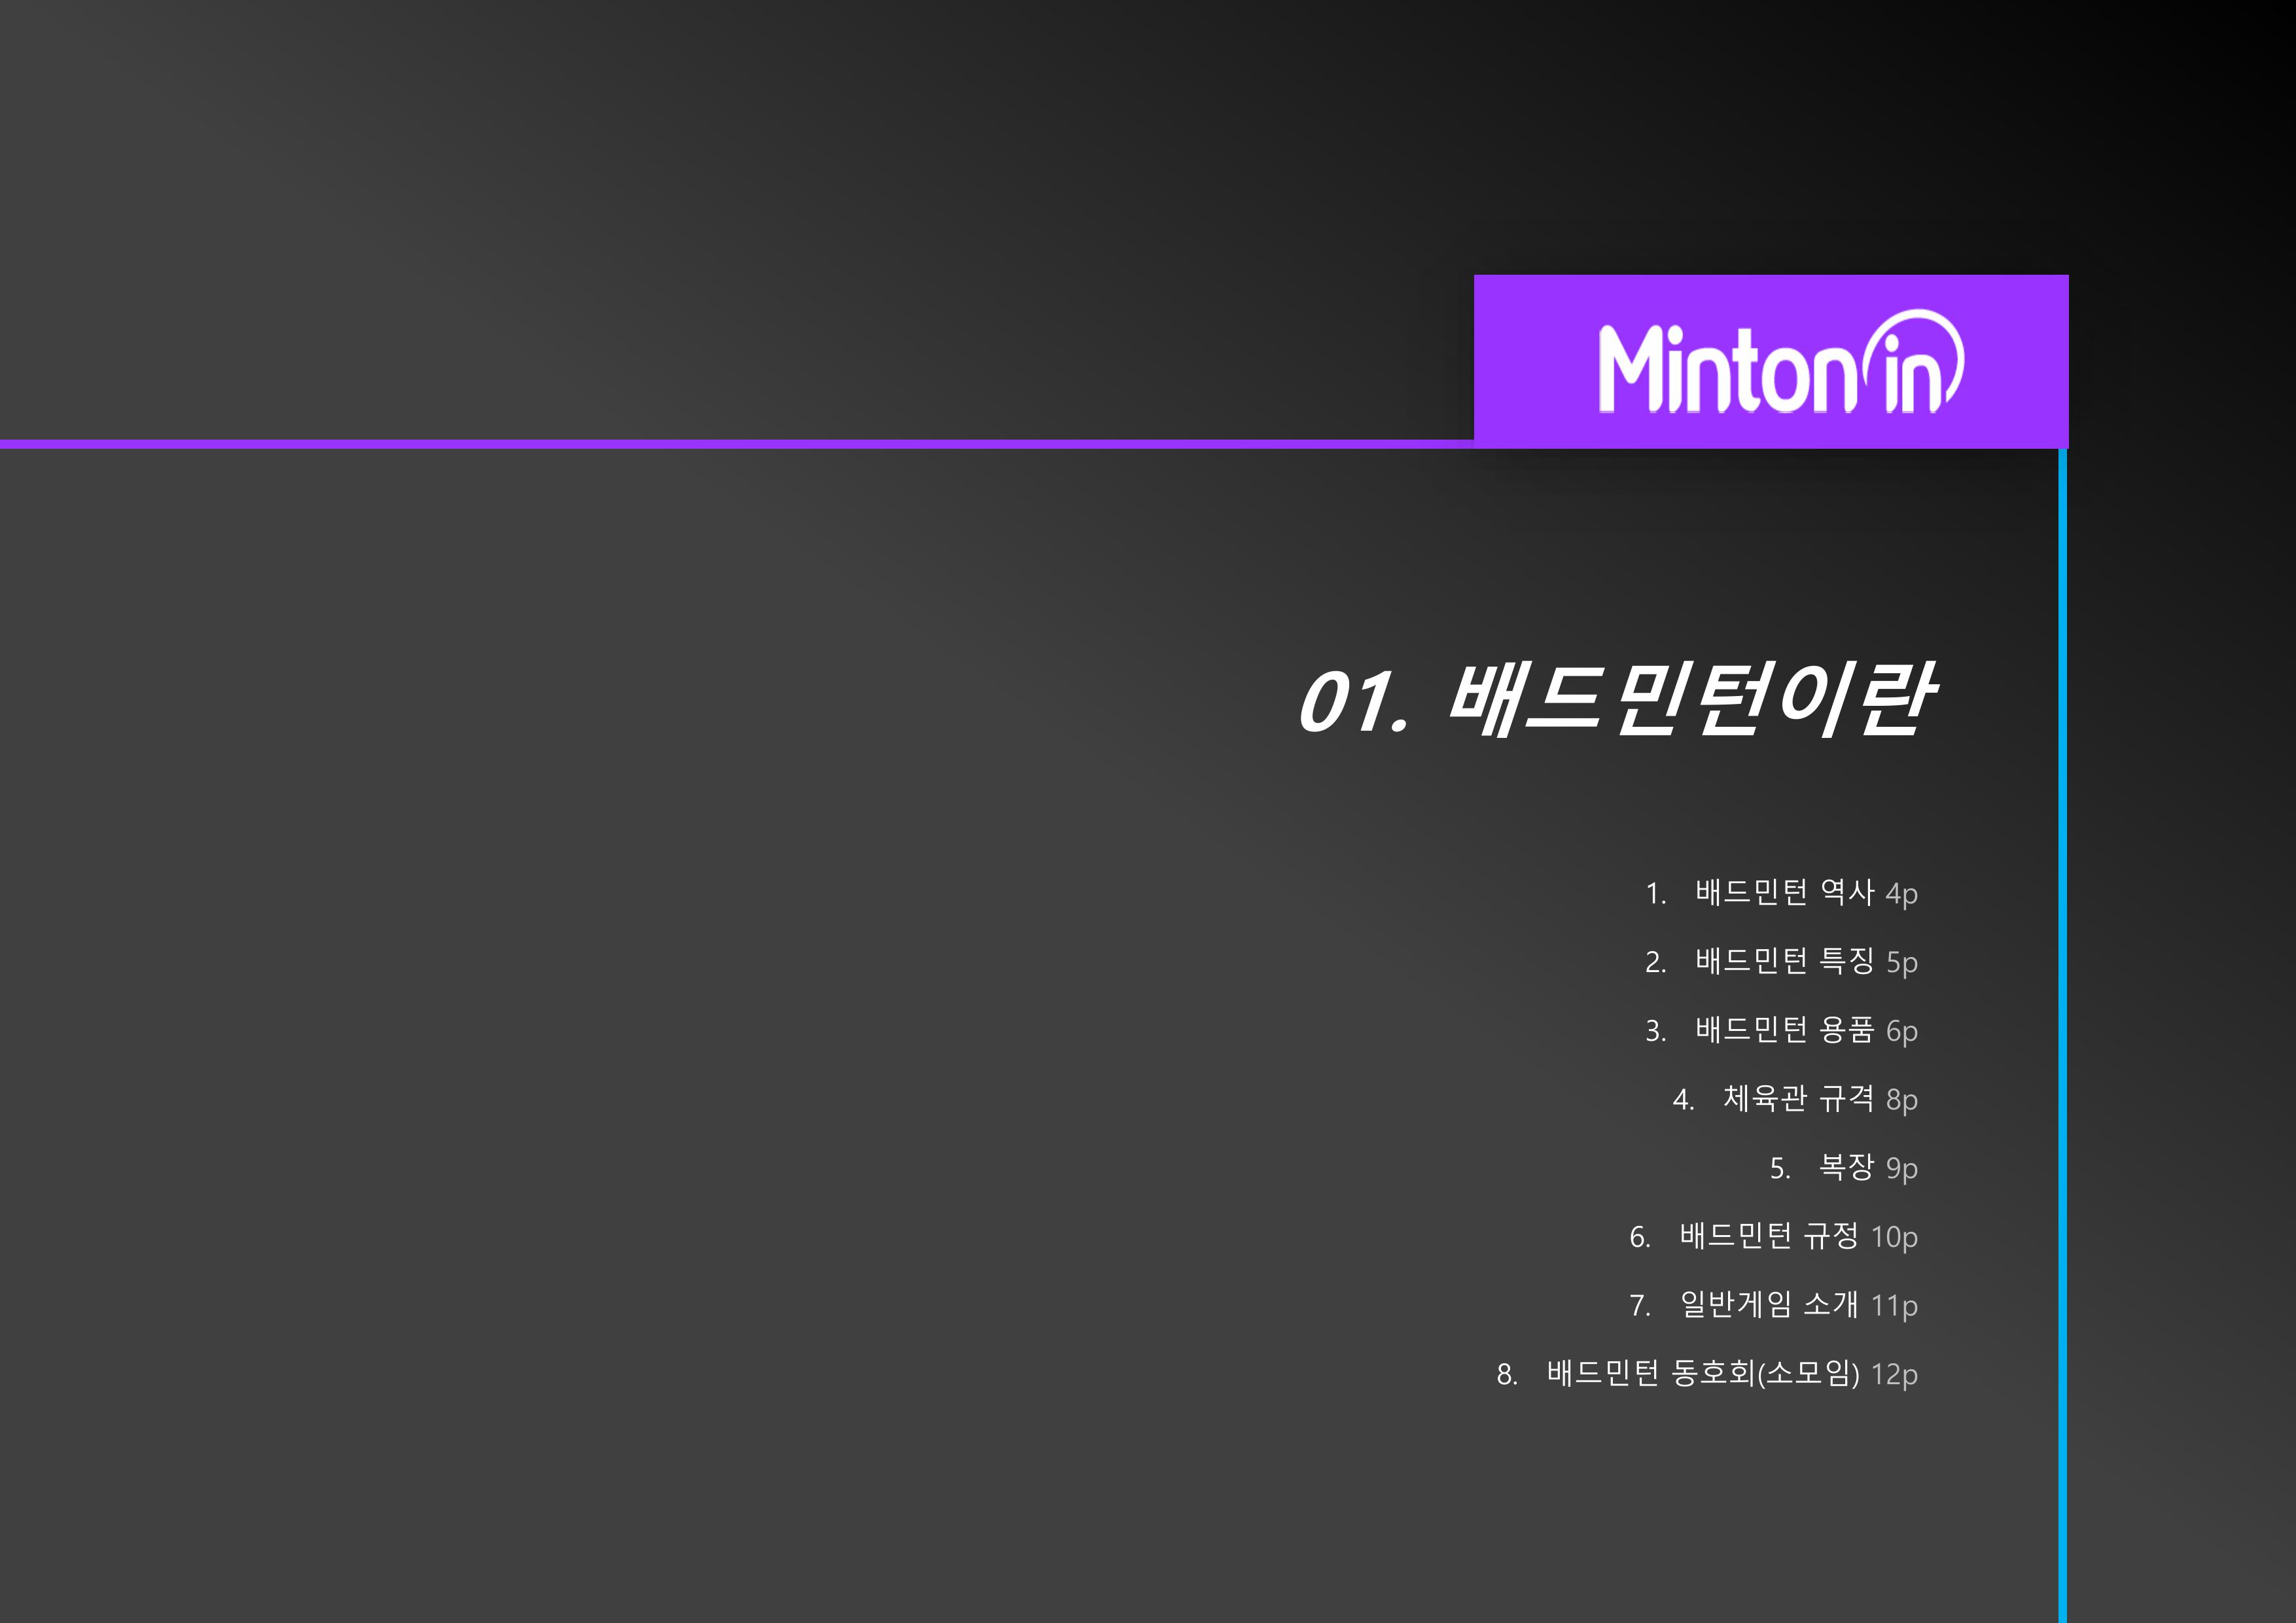 Minton in
01. 배드민턴이란
1. 배드민턴 역사 4p
2. 배드민턴 특징 5p
3. 배드민턴 용품 6p
4. 체육관 규격 8p
5. 복장 9p
6. 배드민턴 규정 10p
7. 일반게임 소개 11p
8. 배드민턴 동호회(소모임) 12p